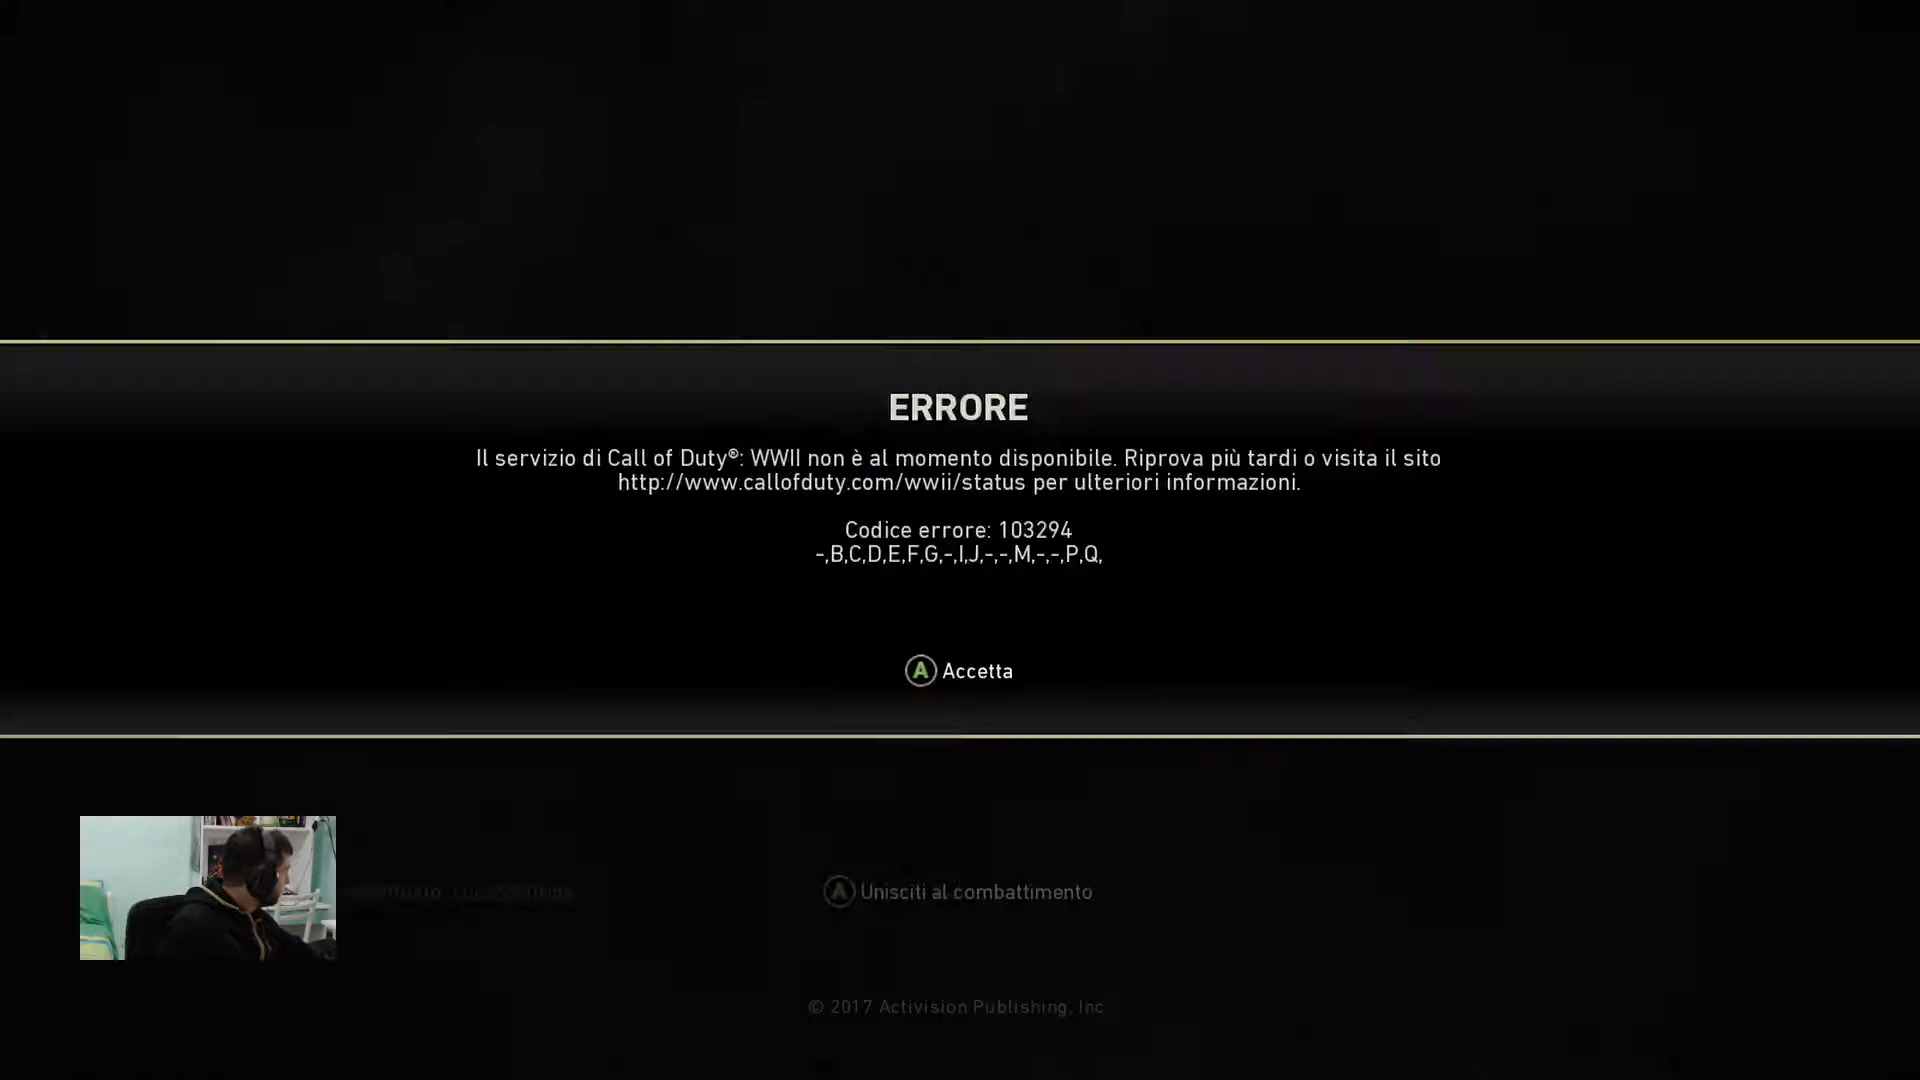 ERRORE
Il servizio di Call of Duty®: WWII non è al momento disponibile. Riprova più tardi o visita il sito
http://www.callofduty.com/wwii/status per ulteriori informazioni.
Codice errore: 103294
-,B,C,D,E,F,G,-,I,J,-,-,M,-,-,P,Q,
A Accetta
A Unisciti al combattimento
© 2017 Activision Publishing, Inc